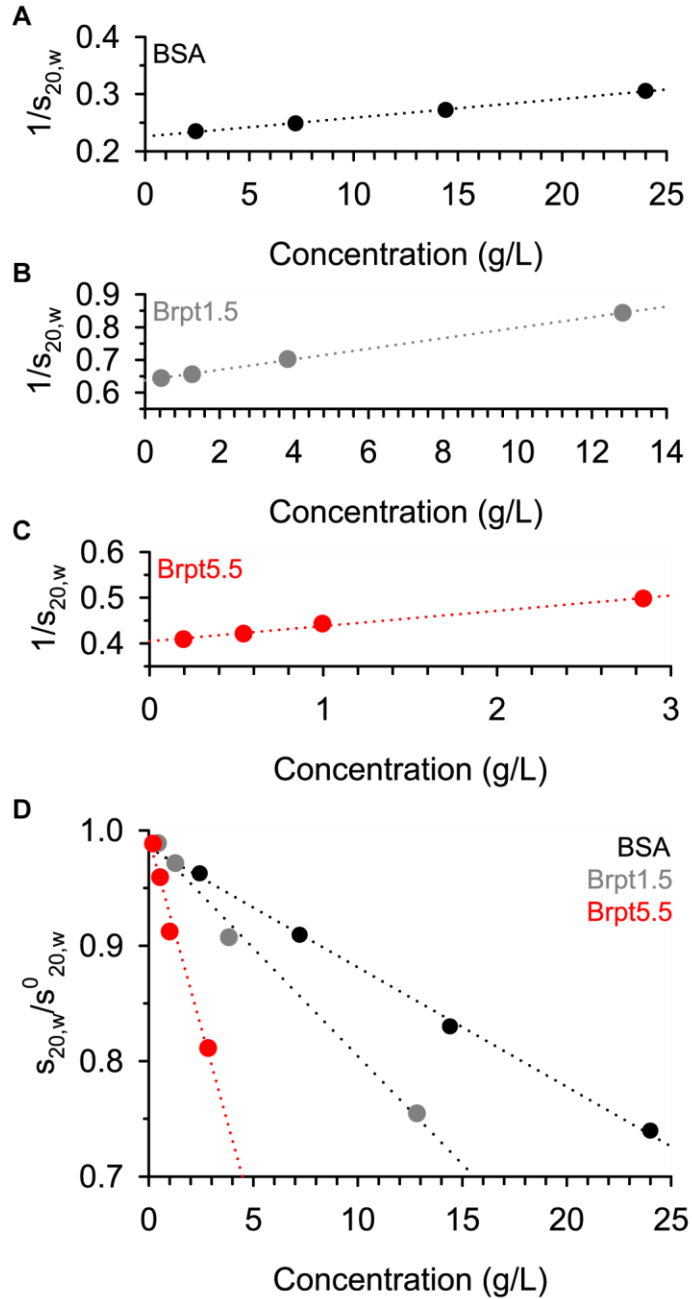 A
0.4
BSA
0.3
0.2
1/s20,w
0 5 10 15 20 25
Concentration (g/L)
B
0.9
Brpt1.5
0.8
0.7
0.6
1/s20,w
0 2 4 6 8 10 12 14
Concentration (g/L)
C
0.6
Brpt5.5
0.5
0.4
1/s20,w
0 1 2 3
Concentration (g/L)
D
1.0
BSA
Brpt1.5
Brpt5.5
0.9
0.8
0.7
s20,w/s⁰20,w
0 5 10 15 20 25
Concentration (g/L)